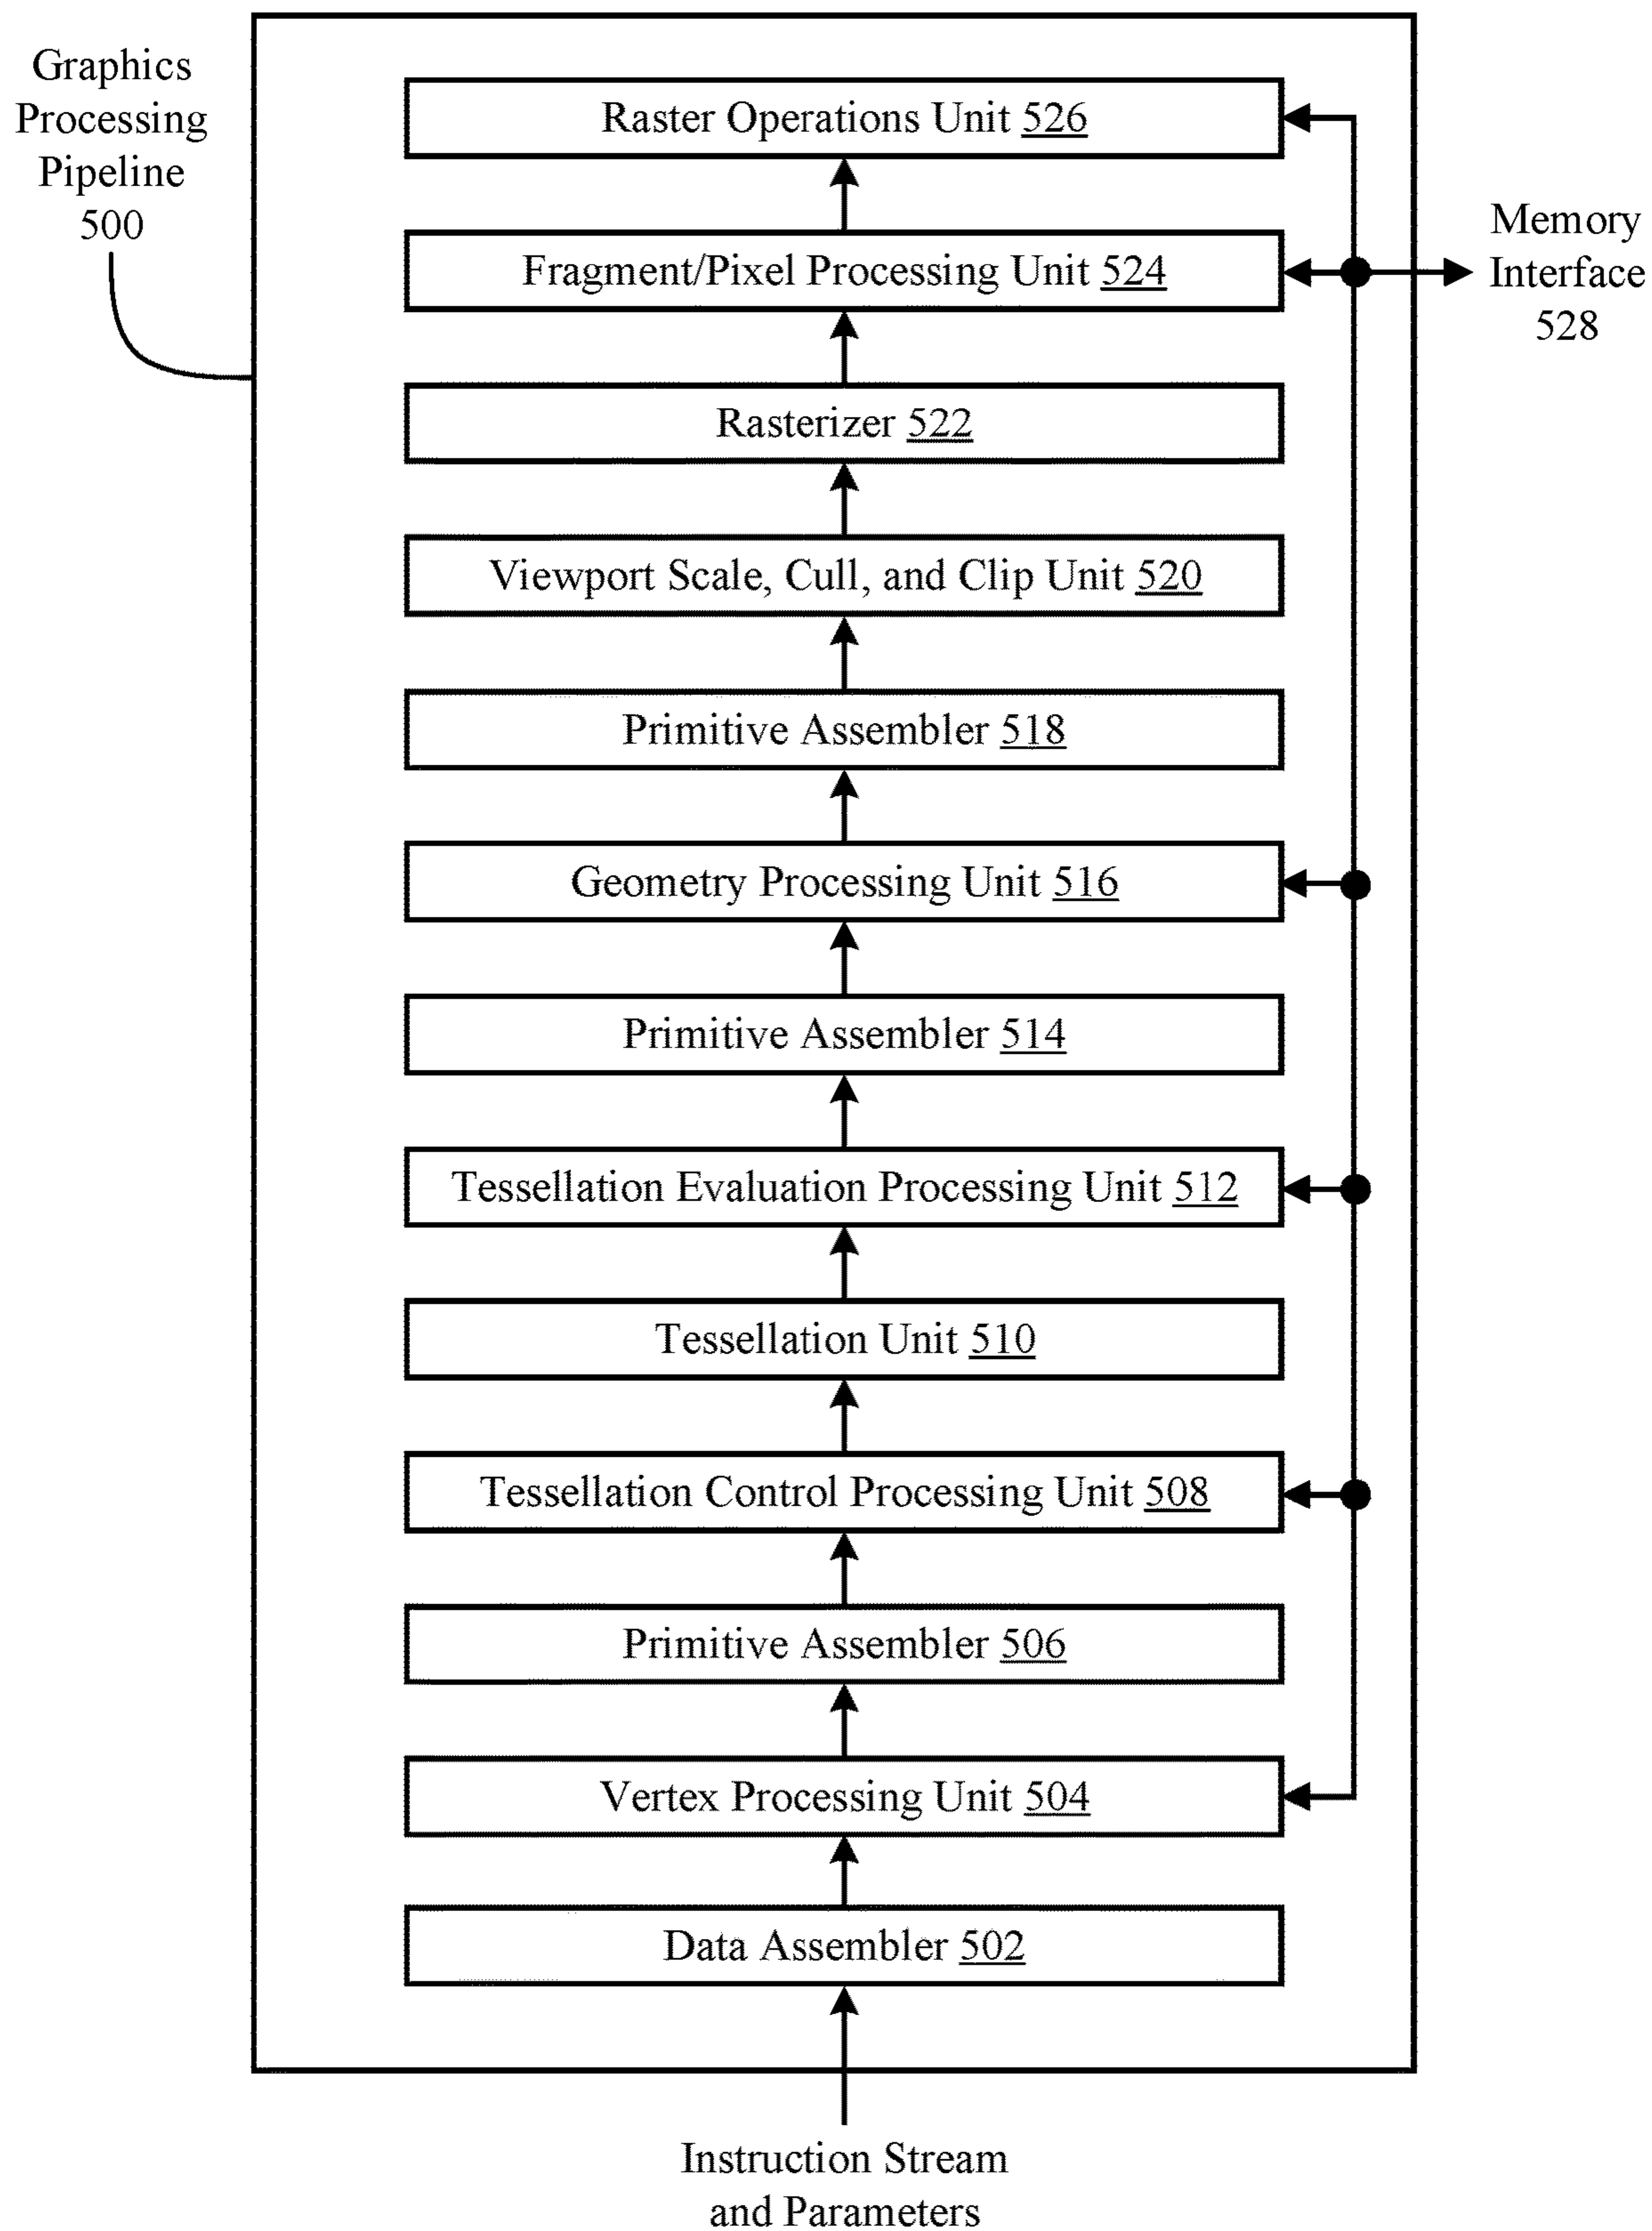 Graphics
Processing
Pipeline
500
Raster Operations Unit 526
Fragment/Pixel Processing Unit 524
Memory
Interface
528
Rasterizer 522
Viewport Scale, Cull, and Clip Unit 520
Primitive Assembler 518
Geometry Processing Unit 516
Primitive Assembler 514
Tessellation Evaluation Processing Unit 512
Tessellation Unit 510
Tessellation Control Processing Unit 508
Primitive Assembler 506
Vertex Processing Unit 504
Data Assembler 502
Instruction Stream
and Parameters